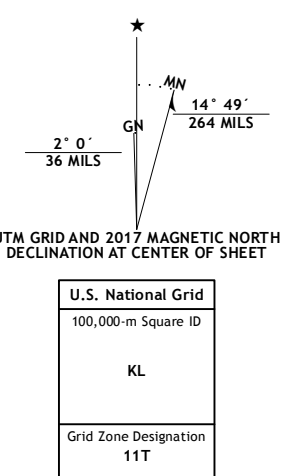 MN
GN
14° 49´
264 MILS
2° 0´
36 MILS
UTM GRID AND 2017 MAGNETIC NORTH
DECLINATION AT CENTER OF SHEET
U.S. National Grid
100,000-m Square ID
KL
Grid Zone Designation
11T